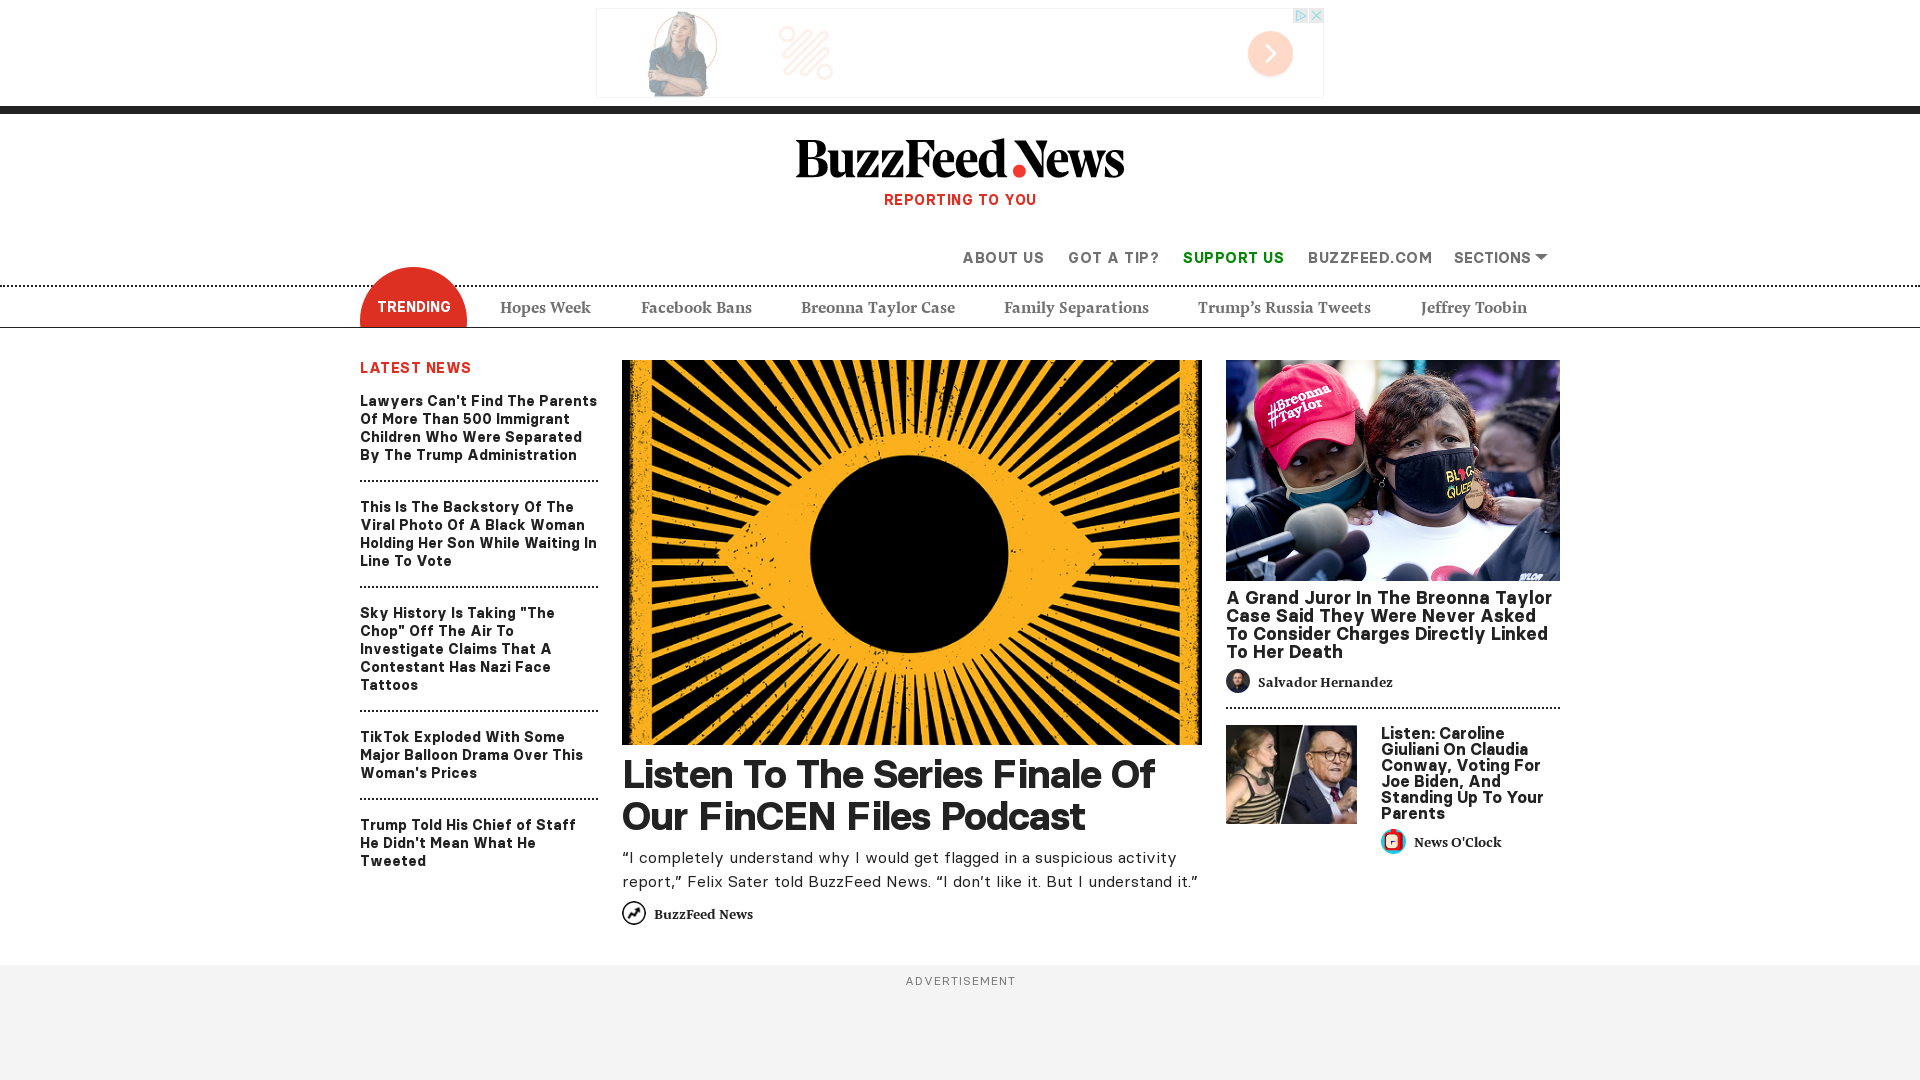 BuzzFeed News
REPORTING TO YOU
ABOUT US GOT A TIP? SUPPORT US BUZZFEED.COM SECTIONS
TRENDING Hopes Week Facebook Bans Breonna Taylor Case Family Separations Trump’s Russia Tweets Jeffrey Toobin
LATEST NEWS
Lawyers Can't Find The Parents
Of More Than 500 Immigrant
Children Who Were Separated
By The Trump Administration
This Is The Backstory Of The
Viral Photo Of A Black Woman
Holding Her Son While Waiting In
Line To Vote
Sky History Is Taking "The
Chop" Off The Air To
Investigate Claims That A
Contestant Has Nazi Face
Tattoos
TikTok Exploded With Some
Major Balloon Drama Over This
Woman's Prices
Trump Told His Chief of Staff
He Didn't Mean What He
Tweeted
Listen To The Series Finale Of
Our FinCEN Files Podcast
“I completely understand why I would get flagged in a suspicious activity
report,” Felix Sater told BuzzFeed News. “I don’t like it. But I understand it.”
BuzzFeed News
#Breonna
Taylor
BLACK
QUEEN
A Grand Juror In The Breonna Taylor
Case Said They Were Never Asked
To Consider Charges Directly Linked
To Her Death
Salvador Hernandez
Listen: Caroline
Giuliani On Claudia
Conway, Voting For
Joe Biden, And
Standing Up To Your
Parents
News O'Clock
ADVERTISEMENT